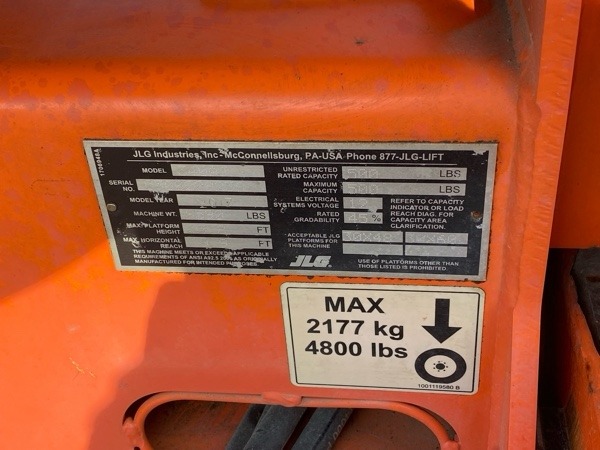 1706948A
JLG Industries, Inc - McConnellsburg, PA-USA Phone 877-JLG-LIFT
MODEL
SERIAL
NO.
MODEL YEAR
MACHINE WT. LBS
MAX. PLATFORM
HEIGHT FT
MAX. HORIZONTAL
REACH FT
THIS MACHINE MEETS OR EXCEEDS APPLICABLE
REQUIREMENTS OF ANSI A92.5 AS ORIGINALLY
MANUFACTURED FOR INTENDED PURPOSES.
UNRESTRICTED
RATED CAPACITY 500 LBS
MAXIMUM
CAPACITY LBS
ELECTRICAL
SYSTEMS VOLTAGE 12
RATED
GRADABILITY 45 %
REFER TO CAPACITY
INDICATOR OR LOAD
REACH DIAG. FOR
CAPACITY AREA
CLARIFICATION.
ACCEPTABLE JLG
PLATFORMS FOR
THIS MACHINE
JLG
USE OF PLATFORMS OTHER THAN
THOSE LISTED IS PROHIBITED.
MAX
2177 kg
4800 lbs
1001119580 B